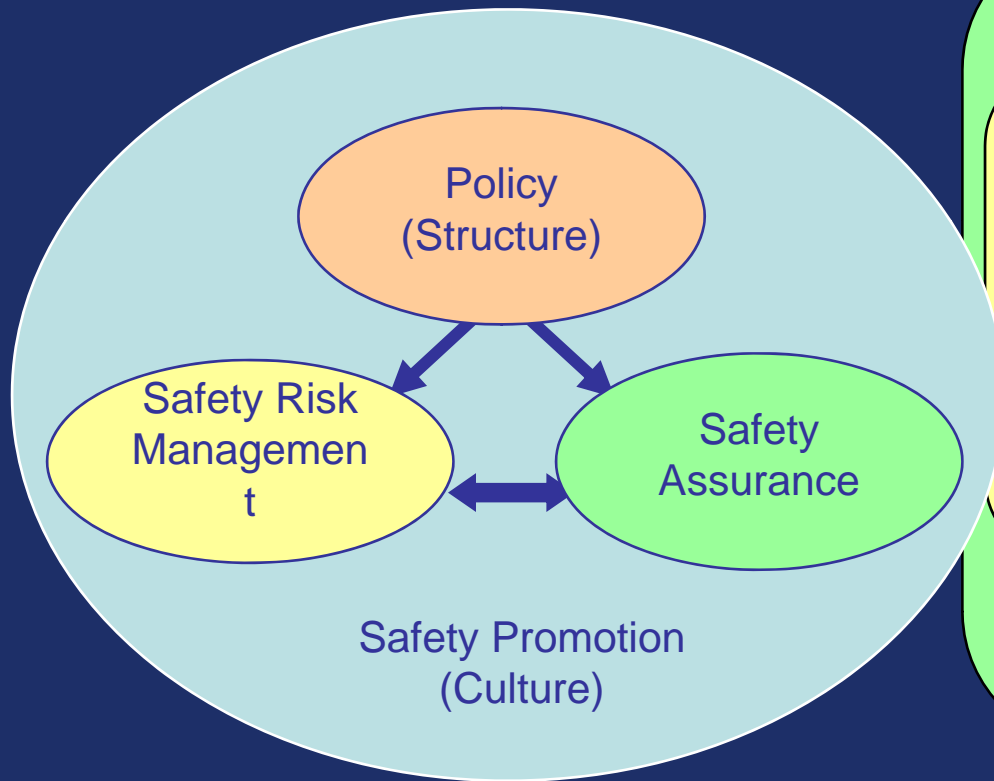 Policy
(Structure)
Safety Risk
Managemen
t
Safety
Assurance
Safety Promotion
(Culture)